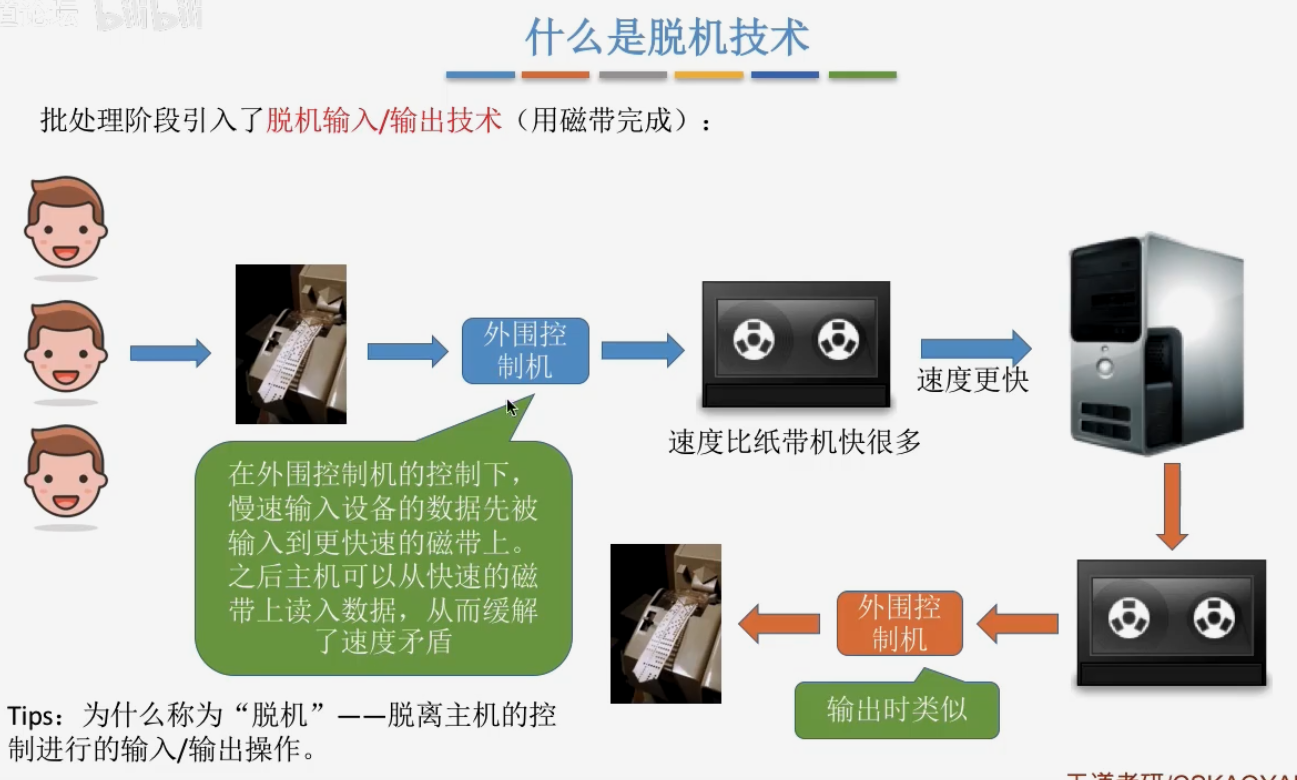 bilibili
什么是脱机技术
批处理阶段引入了脱机输入/输出技术（用磁带完成）：
外围控
制机
速度更快
速度比纸带机快很多
在外围控制机的控制下，
慢速输入设备的数据先被
输入到更快速的磁带上。
之后主机可以从快速的磁
带上读入数据，从而缓解
了速度矛盾
外围控
制机
输出时类似
Tips：为什么称为“脱机”——脱离主机的控
制进行的输入/输出操作。